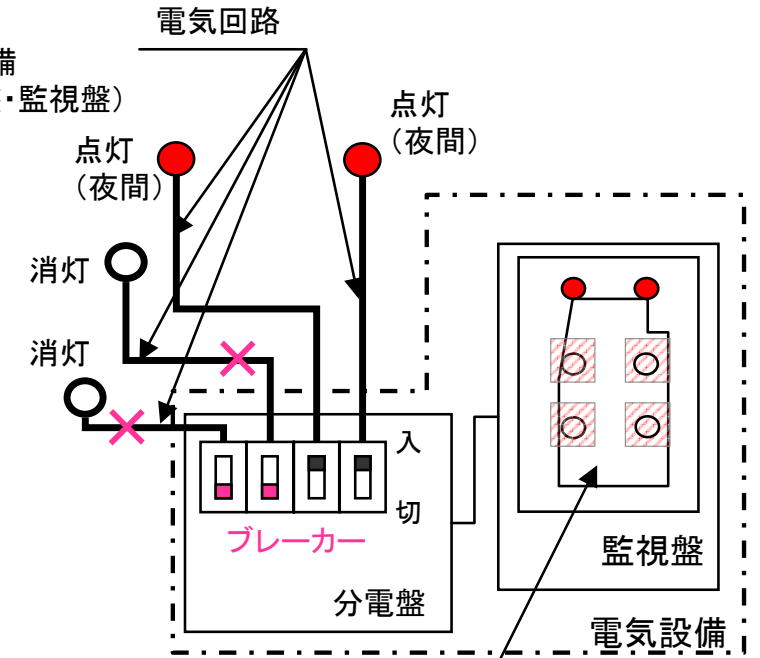 電気回路
備
・監視盤）
点灯
（夜間）
点灯
（夜間）
消灯
消灯
入
切
ブレーカー
分電盤
監視盤
電気設備